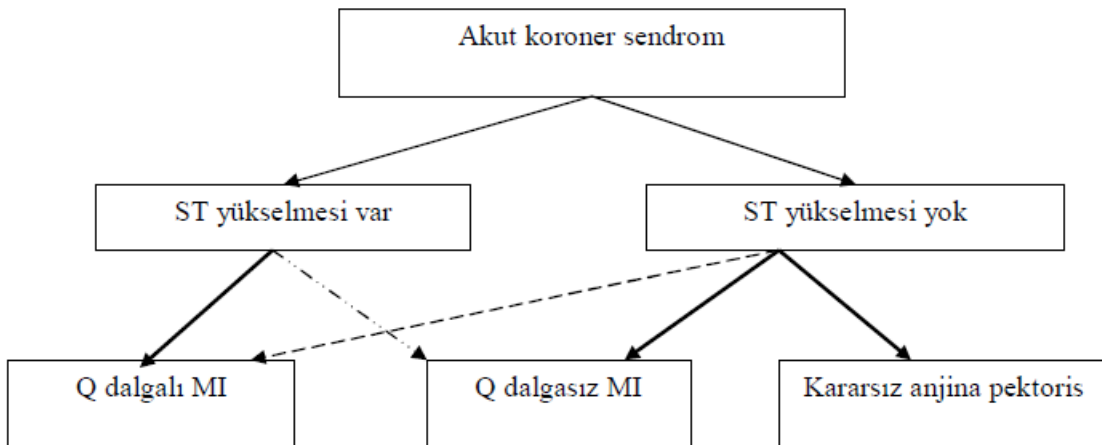 Akut koroner sendrom
ST yükselmesi var
ST yükselmesi yok
Q dalgalı MI
Q dalgasız MI
Kararsız anjina pektoris